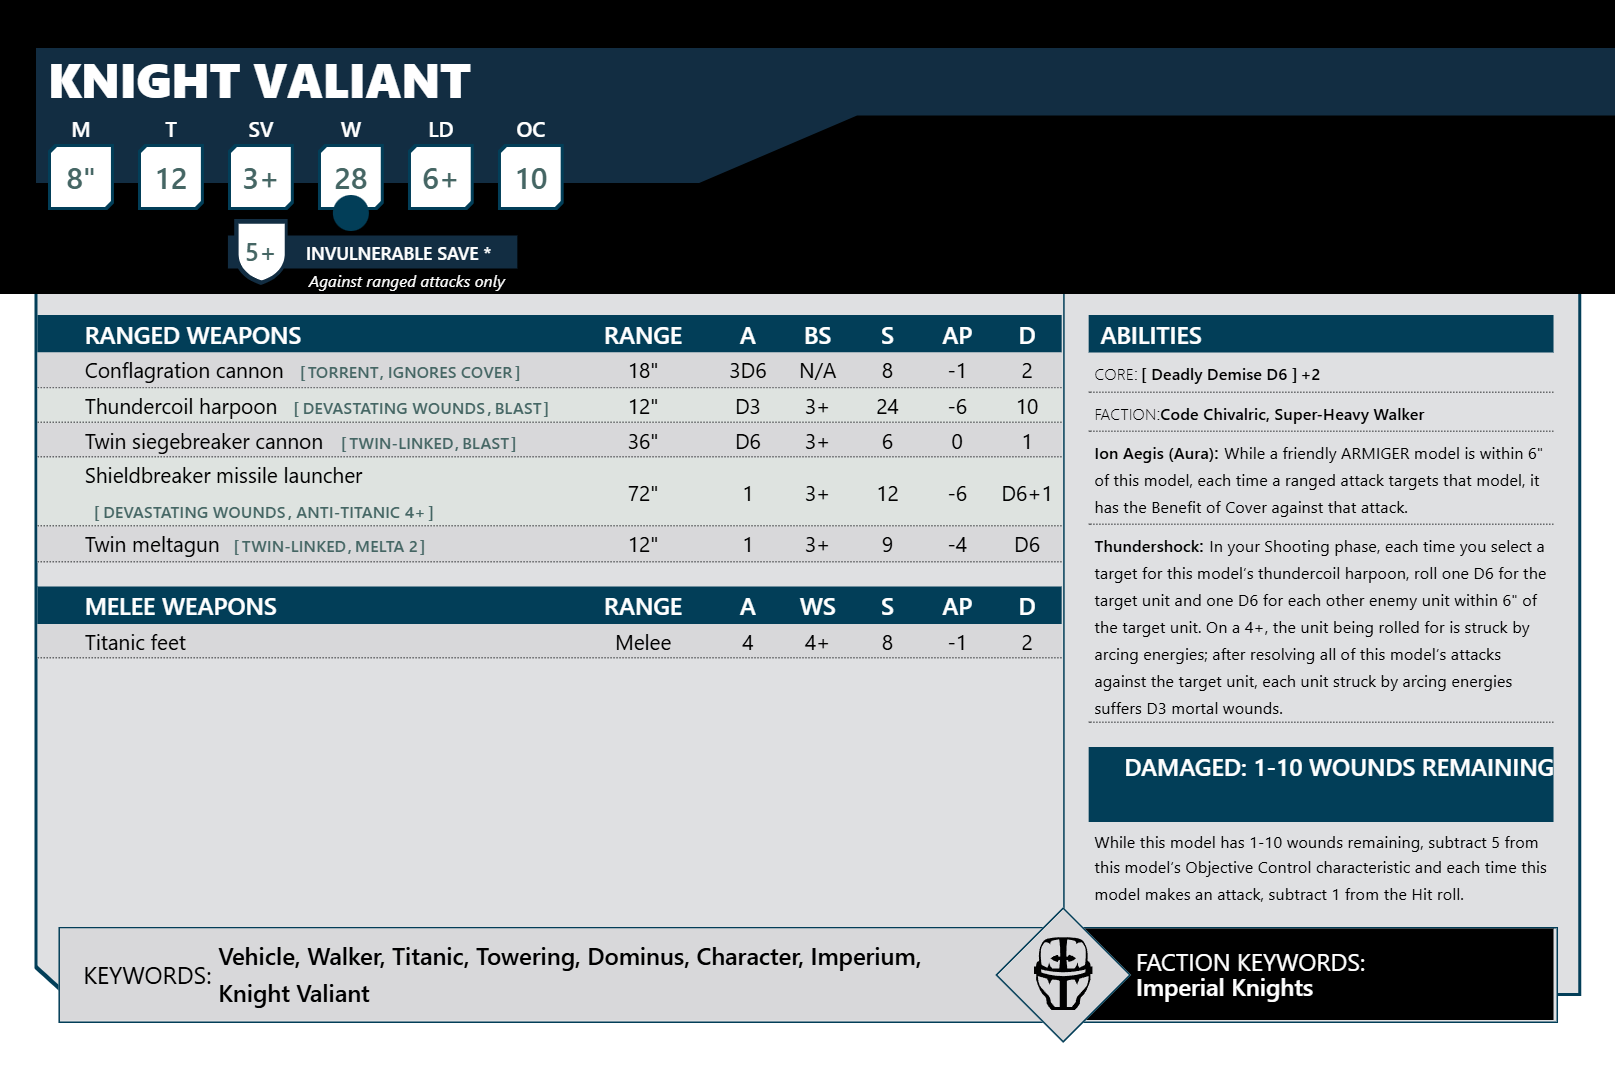 KNIGHT VALIANT
M T SV W LD OC
8" 12 3+ 28 6+ 10
5+ INVULNERABLE SAVE *
Against ranged attacks only
RANGED WEAPONS RANGE A BS S AP D
Conflagration cannon [ TORRENT, IGNORES COVER ] 18" 3D6 N/A 8 -1 2
Thundercoil harpoon [ DEVASTATING WOUNDS, BLAST ] 12" D3 3+ 24 -6 10
Twin siegebreaker cannon [ TWIN-LINKED, BLAST ] 36" D6 3+ 6 0 1
Shieldbreaker missile launcher
72" 1 3+ 12 -6 D6+1
[ DEVASTATING WOUNDS, ANTI-TITANIC 4+ ]
Twin meltagun [ TWIN-LINKED, MELTA 2 ] 12" 1 3+ 9 -4 D6
MELEE WEAPONS RANGE A WS S AP D
Titanic feet Melee 4 4+ 8 -1 2
ABILITIES
CORE: [ Deadly Demise D6 ] +2
FACTION:Code Chivalric, Super-Heavy Walker
Ion Aegis (Aura): While a friendly ARMIGER model is within 6"
of this model, each time a ranged attack targets that model, it
has the Benefit of Cover against that attack.
Thundershock: In your Shooting phase, each time you select a
target for this model's thundercoil harpoon, roll one D6 for the
target unit and one D6 for each other enemy unit within 6" of
the target unit. On a 4+, the unit being rolled for is struck by
arcing energies; after resolving all of this model's attacks
against the target unit, each unit struck by arcing energies
suffers D3 mortal wounds.
DAMAGED: 1-10 WOUNDS REMAINING
While this model has 1-10 wounds remaining, subtract 5 from
this model's Objective Control characteristic and each time this
model makes an attack, subtract 1 from the Hit roll.
KEYWORDS: Vehicle, Walker, Titanic, Towering, Dominus, Character, Imperium,
Knight Valiant
FACTION KEYWORDS:
Imperial Knights